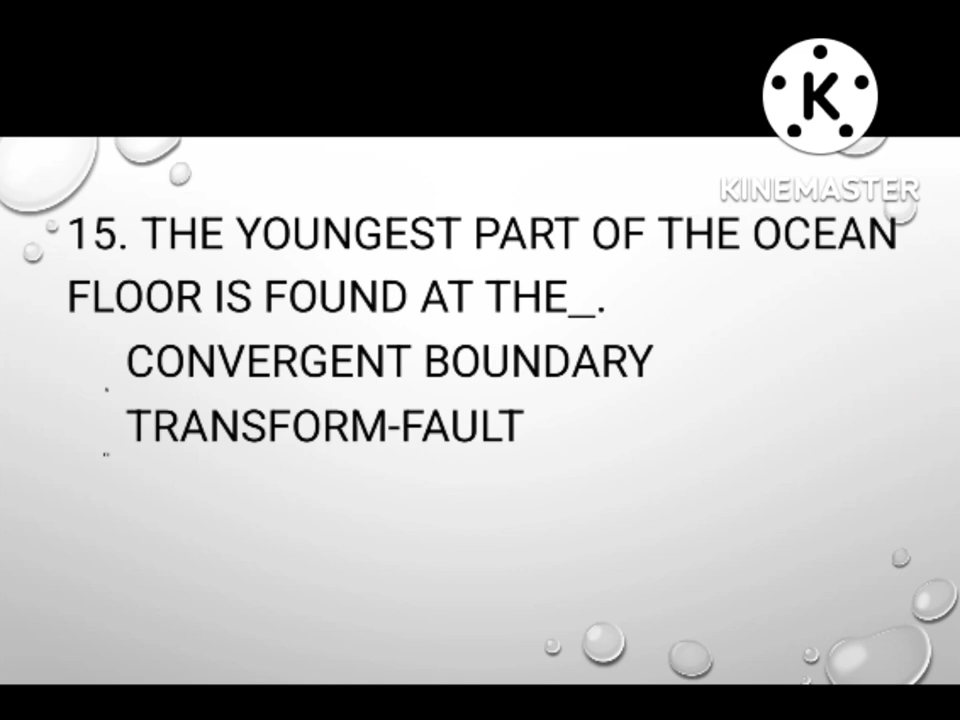 K
KINEMASTER
15. THE YOUNGEST PART OF THE OCEAN
FLOOR IS FOUND AT THE_.
CONVERGENT BOUNDARY
TRANSFORM-FAULT